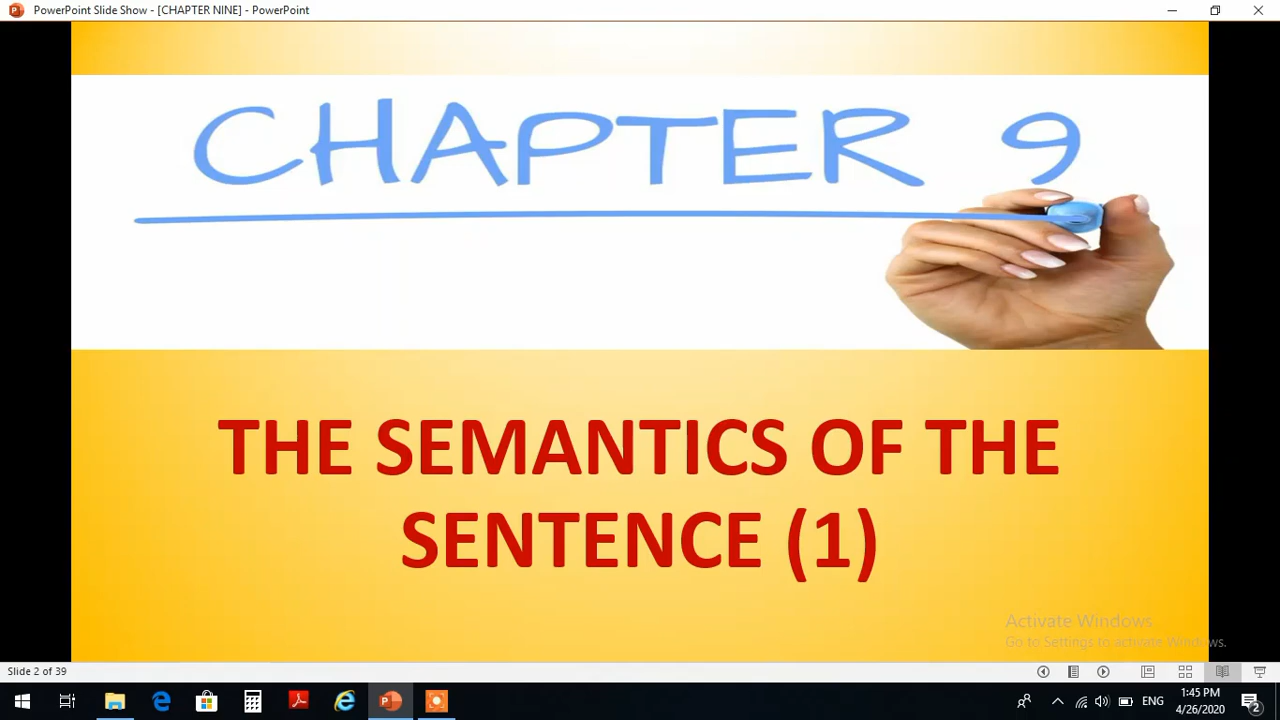 PowerPoint Slide Show - [CHAPTER NINE] - PowerPoint
CHAPTER 9
THE SEMANTICS OF THE
SENTENCE (1)
Activate Windows
Go to Settings to activate Windows.
Slide 2 of 39
ENG
1:45 PM
4/26/2020
2